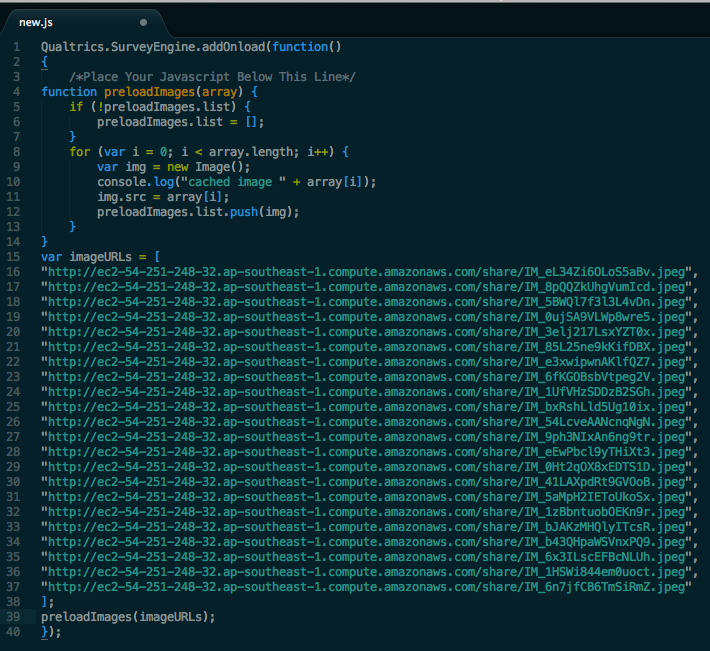 new.js
1 Qualtrics.SurveyEngine.addOnload(function()
2 {
3     /*Place Your Javascript Below This Line*/
4 function preloadImages(array) {
5     if (!preloadImages.list) {
6         preloadImages.list = [];
7     }
8     for (var i = 0; i < array.length; i++) {
9         var img = new Image();
10         console.log("cached image " + array[i]);
11         img.src = array[i];
12         preloadImages.list.push(img);
13     }
14 }
15 var imageURLs = [
16 "http://ec2-54-251-248-32.ap-southeast-1.compute.amazonaws.com/share/IM_eL34Zi6OLoS5aBv.jpeg",
17 "http://ec2-54-251-248-32.ap-southeast-1.compute.amazonaws.com/share/IM_8pQQZkUhgVumIcd.jpeg",
18 "http://ec2-54-251-248-32.ap-southeast-1.compute.amazonaws.com/share/IM_5BWQl7f3l3L4vDn.jpeg",
19 "http://ec2-54-251-248-32.ap-southeast-1.compute.amazonaws.com/share/IM_0ujSA9VLWp8wre5.jpeg",
20 "http://ec2-54-251-248-32.ap-southeast-1.compute.amazonaws.com/share/IM_3elj217LsxYZT0x.jpeg",
21 "http://ec2-54-251-248-32.ap-southeast-1.compute.amazonaws.com/share/IM_85L25ne9kKifDBX.jpeg",
22 "http://ec2-54-251-248-32.ap-southeast-1.compute.amazonaws.com/share/IM_e3xwipwnAKlfQZ7.jpeg",
23 "http://ec2-54-251-248-32.ap-southeast-1.compute.amazonaws.com/share/IM_6fKGOBsbVtpeg2V.jpeg",
24 "http://ec2-54-251-248-32.ap-southeast-1.compute.amazonaws.com/share/IM_1UfVHzSDDzB2SGh.jpeg",
25 "http://ec2-54-251-248-32.ap-southeast-1.compute.amazonaws.com/share/IM_bxRshLld5Ug10ix.jpeg",
26 "http://ec2-54-251-248-32.ap-southeast-1.compute.amazonaws.com/share/IM_54LcveAANcnqNgN.jpeg",
27 "http://ec2-54-251-248-32.ap-southeast-1.compute.amazonaws.com/share/IM_9ph3NIxAn6ng9tr.jpeg",
28 "http://ec2-54-251-248-32.ap-southeast-1.compute.amazonaws.com/share/IM_eEwPbcl9yTHiXt3.jpeg",
29 "http://ec2-54-251-248-32.ap-southeast-1.compute.amazonaws.com/share/IM_0Ht2qOX8xEDTS1D.jpeg",
30 "http://ec2-54-251-248-32.ap-southeast-1.compute.amazonaws.com/share/IM_41LAXpdRt9GVOoB.jpeg",
31 "http://ec2-54-251-248-32.ap-southeast-1.compute.amazonaws.com/share/IM_5aMpH2IEToUkoSx.jpeg",
32 "http://ec2-54-251-248-32.ap-southeast-1.compute.amazonaws.com/share/IM_1zBbntuobOEKn9r.jpeg",
33 "http://ec2-54-251-248-32.ap-southeast-1.compute.amazonaws.com/share/IM_bJAKzMHQlyITcsR.jpeg",
34 "http://ec2-54-251-248-32.ap-southeast-1.compute.amazonaws.com/share/IM_b43QHpaWSVnxPQ9.jpeg",
35 "http://ec2-54-251-248-32.ap-southeast-1.compute.amazonaws.com/share/IM_6x3ILscEFBcNLUh.jpeg",
36 "http://ec2-54-251-248-32.ap-southeast-1.compute.amazonaws.com/share/IM_1HSWi844em0uoct.jpeg",
37 "http://ec2-54-251-248-32.ap-southeast-1.compute.amazonaws.com/share/IM_6n7jfCB6TmSiRmZ.jpeg"
38 ];
39 preloadImages(imageURLs);
40 });